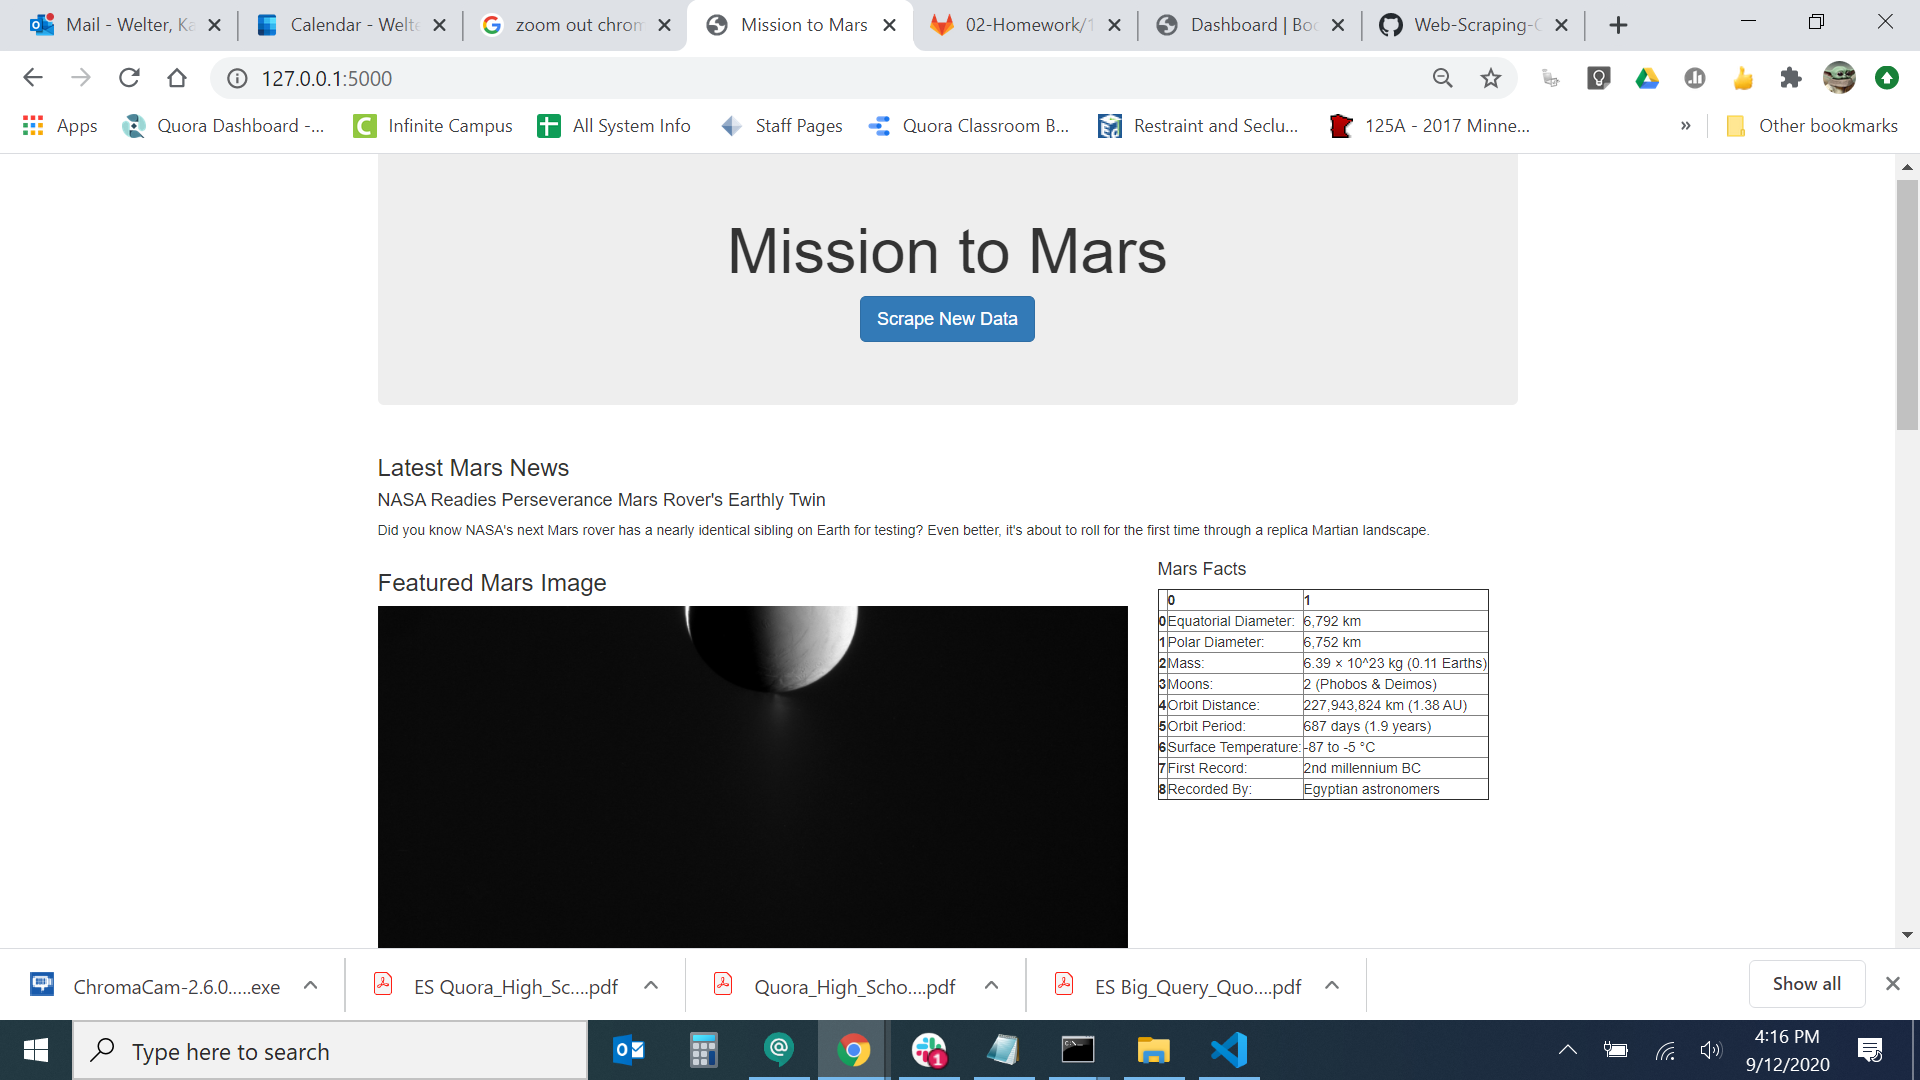 Mail - Welter, Ka
Calendar - Welte
zoom out chrom
Mission to Mars
02-Homework/1
Dashboard | Boo
Web-Scraping-C
127.0.0.1:5000
Apps
Quora Dashboard -...
Infinite Campus
All System Info
Staff Pages
Quora Classroom B...
Restraint and Seclu...
125A - 2017 Minne...
»
Other bookmarks
Mission to Mars
Scrape New Data
Latest Mars News
NASA Readies Perseverance Mars Rover's Earthly Twin
Did you know NASA's next Mars rover has a nearly identical sibling on Earth for testing? Even better, it's about to roll for the first time through a replica Martian landscape.
Featured Mars Image
Mars Facts
0 1
0 Equatorial Diameter: 6,792 km
1 Polar Diameter: 6,752 km
2 Mass: 6.39 × 10^23 kg (0.11 Earths)
3 Moons: 2 (Phobos & Deimos)
4 Orbit Distance: 227,943,824 km (1.38 AU)
5 Orbit Period: 687 days (1.9 years)
6 Surface Temperature: -87 to -5 °C
7 First Record: 2nd millennium BC
8 Recorded By: Egyptian astronomers
ChromaCam-2.6.0.....exe
ES Quora_High_Sc....pdf
Quora_High_Scho....pdf
ES Big_Query_Quo....pdf
Show all
Type here to search
1
4:16 PM
9/12/2020